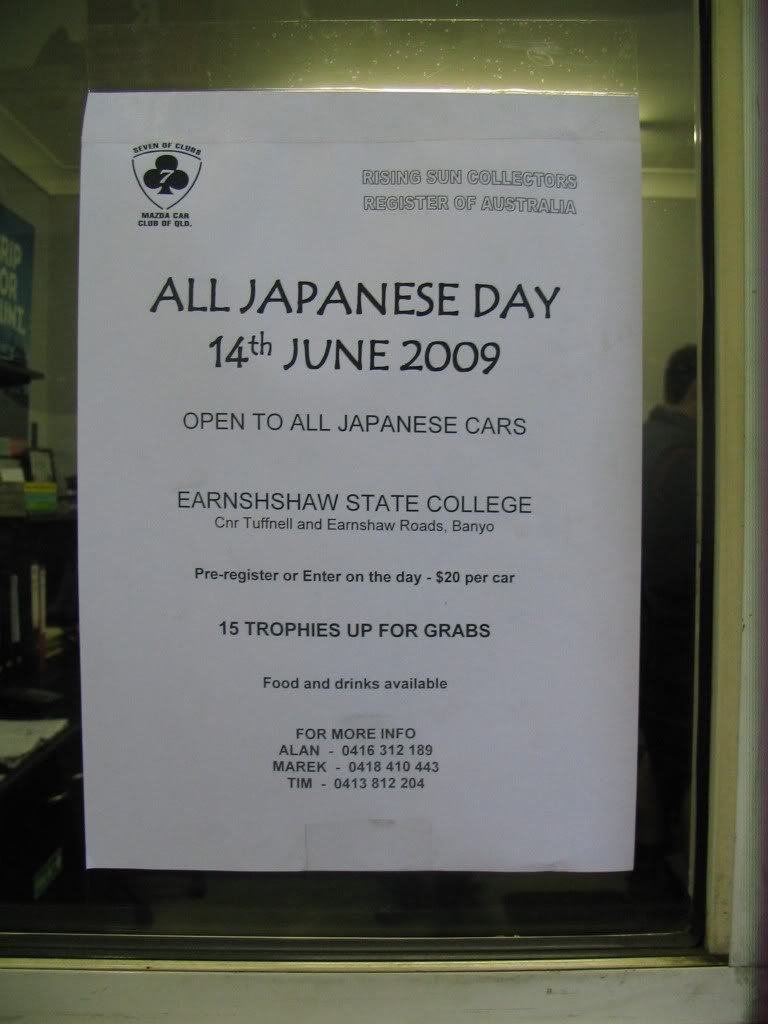 SEVEN OF CLUBS
7
MAZDA CAR
CLUB OF QLD.
RISING SUN COLLECTORS
REGISTER OF AUSTRALIA
ALL JAPANESE DAY
14th JUNE 2009
OPEN TO ALL JAPANESE CARS
EARNSHSHAW STATE COLLEGE
Cnr Tuffnell and Earnshaw Roads, Banyo
Pre-register or Enter on the day - $20 per car
15 TROPHIES UP FOR GRABS
Food and drinks available
FOR MORE INFO
ALAN - 0416 312 189
MAREK - 0418 410 443
TIM - 0413 812 204